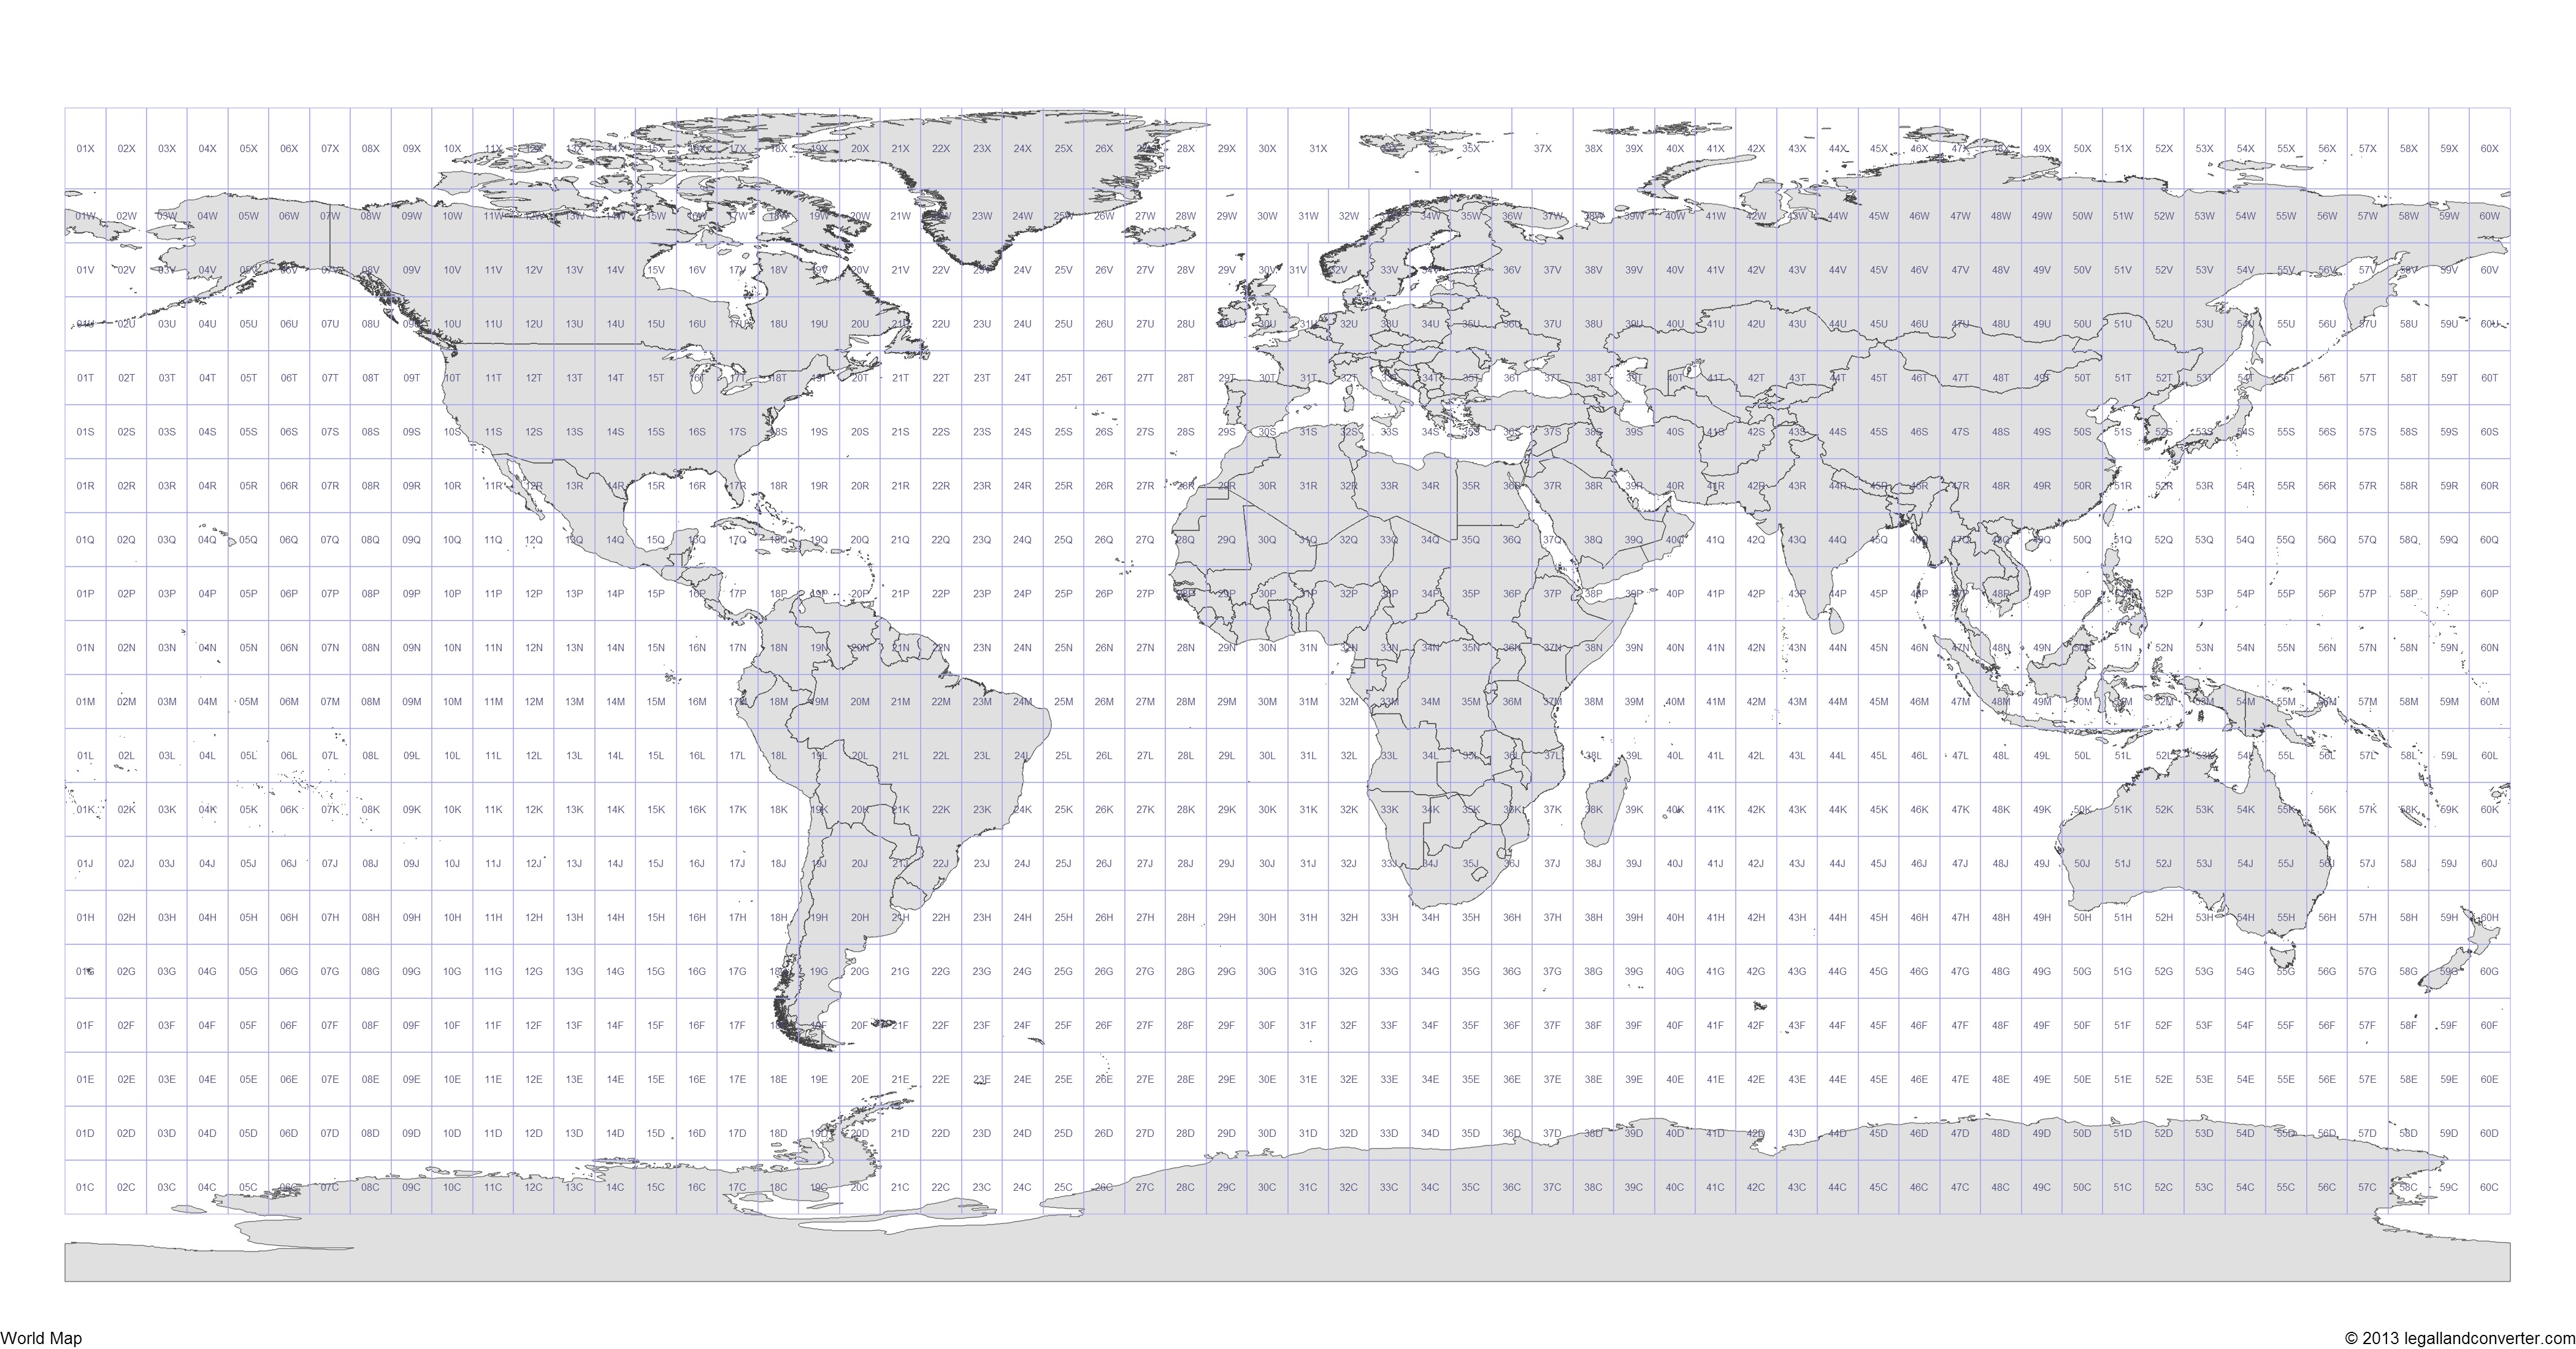 01X 02X 03X 04X 05X 06X 07X 08X 09X 10X 11X 12X 13X 14X 15X 16X 17X 18X 19X 20X 21X 22X 23X 24X 25X 26X 27X 28X 29X 30X 31X 33X 35X 37X 38X 39X 40X 41X 42X 43X 44X 45X 46X 47X 48X 49X 50X 51X 52X 53X 54X 55X 56X 57X 58X 59X 60X
01W 02W 03W 04W 05W 06W 07W 08W 09W 10W 11W 12W 13W 14W 15W 16W 17W 18W 19W 20W 21W 22W 23W 24W 25W 26W 27W 28W 29W 30W 31W 32W 33W 34W 35W 36W 37W 38W 39W 40W 41W 42W 43W 44W 45W 46W 47W 48W 49W 50W 51W 52W 53W 54W 55W 56W 57W 58W 59W 60W
01V 02V 03V 04V 05V 06V 07V 08V 09V 10V 11V 12V 13V 14V 15V 16V 17V 18V 19V 20V 21V 22V 23V 24V 25V 26V 27V 28V 29V 30V 31V 32V 33V 34V 35V 36V 37V 38V 39V 40V 41V 42V 43V 44V 45V 46V 47V 48V 49V 50V 51V 52V 53V 54V 55V 56V 57V 58V 59V 60V
01U 02U 03U 04U 05U 06U 07U 08U 09U 10U 11U 12U 13U 14U 15U 16U 17U 18U 19U 20U 21U 22U 23U 24U 25U 26U 27U 28U 29U 30U 31U 32U 33U 34U 35U 36U 37U 38U 39U 40U 41U 42U 43U 44U 45U 46U 47U 48U 49U 50U 51U 52U 53U 54U 55U 56U 57U 58U 59U 60U
01T 02T 03T 04T 05T 06T 07T 08T 09T 10T 11T 12T 13T 14T 15T 16T 17T 18T 19T 20T 21T 22T 23T 24T 25T 26T 27T 28T 29T 30T 31T 32T 33T 34T 35T 36T 37T 38T 39T 40T 41T 42T 43T 44T 45T 46T 47T 48T 49T 50T 51T 52T 53T 54T 55T 56T 57T 58T 59T 60T
01S 02S 03S 04S 05S 06S 07S 08S 09S 10S 11S 12S 13S 14S 15S 16S 17S 18S 19S 20S 21S 22S 23S 24S 25S 26S 27S 28S 29S 30S 31S 32S 33S 34S 35S 36S 37S 38S 39S 40S 41S 42S 43S 44S 45S 46S 47S 48S 49S 50S 51S 52S 53S 54S 55S 56S 57S 58S 59S 60S
01R 02R 03R 04R 05R 06R 07R 08R 09R 10R 11R 12R 13R 14R 15R 16R 17R 18R 19R 20R 21R 22R 23R 24R 25R 26R 27R 28R 29R 30R 31R 32R 33R 34R 35R 36R 37R 38R 39R 40R 41R 42R 43R 44R 45R 46R 47R 48R 49R 50R 51R 52R 53R 54R 55R 56R 57R 58R 59R 60R
01Q 02Q 03Q 04Q 05Q 06Q 07Q 08Q 09Q 10Q 11Q 12Q 13Q 14Q 15Q 16Q 17Q 18Q 19Q 20Q 21Q 22Q 23Q 24Q 25Q 26Q 27Q 28Q 29Q 30Q 31Q 32Q 33Q 34Q 35Q 36Q 37Q 38Q 39Q 40Q 41Q 42Q 43Q 44Q 45Q 46Q 47Q 48Q 49Q 50Q 51Q 52Q 53Q 54Q 55Q 56Q 57Q 58Q 59Q 60Q
01P 02P 03P 04P 05P 06P 07P 08P 09P 10P 11P 12P 13P 14P 15P 16P 17P 18P 19P 20P 21P 22P 23P 24P 25P 26P 27P 28P 29P 30P 31P 32P 33P 34P 35P 36P 37P 38P 39P 40P 41P 42P 43P 44P 45P 46P 47P 48P 49P 50P 51P 52P 53P 54P 55P 56P 57P 58P 59P 60P
01N 02N 03N 04N 05N 06N 07N 08N 09N 10N 11N 12N 13N 14N 15N 16N 17N 18N 19N 20N 21N 22N 23N 24N 25N 26N 27N 28N 29N 30N 31N 32N 33N 34N 35N 36N 37N 38N 39N 40N 41N 42N 43N 44N 45N 46N 47N 48N 49N 50N 51N 52N 53N 54N 55N 56N 57N 58N 59N 60N
01M 02M 03M 04M 05M 06M 07M 08M 09M 10M 11M 12M 13M 14M 15M 16M 17M 18M 19M 20M 21M 22M 23M 24M 25M 26M 27M 28M 29M 30M 31M 32M 33M 34M 35M 36M 37M 38M 39M 40M 41M 42M 43M 44M 45M 46M 47M 48M 49M 50M 51M 52M 53M 54M 55M 56M 57M 58M 59M 60M
01L 02L 03L 04L 05L 06L 07L 08L 09L 10L 11L 12L 13L 14L 15L 16L 17L 18L 19L 20L 21L 22L 23L 24L 25L 26L 27L 28L 29L 30L 31L 32L 33L 34L 35L 36L 37L 38L 39L 40L 41L 42L 43L 44L 45L 46L 47L 48L 49L 50L 51L 52L 53L 54L 55L 56L 57L 58L 59L 60L
01K 02K 03K 04K 05K 06K 07K 08K 09K 10K 11K 12K 13K 14K 15K 16K 17K 18K 19K 20K 21K 22K 23K 24K 25K 26K 27K 28K 29K 30K 31K 32K 33K 34K 35K 36K 37K 38K 39K 40K 41K 42K 43K 44K 45K 46K 47K 48K 49K 50K 51K 52K 53K 54K 55K 56K 57K 58K 59K 60K
01J 02J 03J 04J 05J 06J 07J 08J 09J 10J 11J 12J 13J 14J 15J 16J 17J 18J 19J 20J 21J 22J 23J 24J 25J 26J 27J 28J 29J 30J 31J 32J 33J 34J 35J 36J 37J 38J 39J 40J 41J 42J 43J 44J 45J 46J 47J 48J 49J 50J 51J 52J 53J 54J 55J 56J 57J 58J 59J 60J
01H 02H 03H 04H 05H 06H 07H 08H 09H 10H 11H 12H 13H 14H 15H 16H 17H 18H 19H 20H 21H 22H 23H 24H 25H 26H 27H 28H 29H 30H 31H 32H 33H 34H 35H 36H 37H 38H 39H 40H 41H 42H 43H 44H 45H 46H 47H 48H 49H 50H 51H 52H 53H 54H 55H 56H 57H 58H 59H 60H
01G 02G 03G 04G 05G 06G 07G 08G 09G 10G 11G 12G 13G 14G 15G 16G 17G 18G 19G 20G 21G 22G 23G 24G 25G 26G 27G 28G 29G 30G 31G 32G 33G 34G 35G 36G 37G 38G 39G 40G 41G 42G 43G 44G 45G 46G 47G 48G 49G 50G 51G 52G 53G 54G 55G 56G 57G 58G 59G 60G
01F 02F 03F 04F 05F 06F 07F 08F 09F 10F 11F 12F 13F 14F 15F 16F 17F 18F 19F 20F 21F 22F 23F 24F 25F 26F 27F 28F 29F 30F 31F 32F 33F 34F 35F 36F 37F 38F 39F 40F 41F 42F 43F 44F 45F 46F 47F 48F 49F 50F 51F 52F 53F 54F 55F 56F 57F 58F 59F 60F
01E 02E 03E 04E 05E 06E 07E 08E 09E 10E 11E 12E 13E 14E 15E 16E 17E 18E 19E 20E 21E 22E 23E 24E 25E 26E 27E 28E 29E 30E 31E 32E 33E 34E 35E 36E 37E 38E 39E 40E 41E 42E 43E 44E 45E 46E 47E 48E 49E 50E 51E 52E 53E 54E 55E 56E 57E 58E 59E 60E
01D 02D 03D 04D 05D 06D 07D 08D 09D 10D 11D 12D 13D 14D 15D 16D 17D 18D 19D 20D 21D 22D 23D 24D 25D 26D 27D 28D 29D 30D 31D 32D 33D 34D 35D 36D 37D 38D 39D 40D 41D 42D 43D 44D 45D 46D 47D 48D 49D 50D 51D 52D 53D 54D 55D 56D 57D 58D 59D 60D
01C 02C 03C 04C 05C 06C 07C 08C 09C 10C 11C 12C 13C 14C 15C 16C 17C 18C 19C 20C 21C 22C 23C 24C 25C 26C 27C 28C 29C 30C 31C 32C 33C 34C 35C 36C 37C 38C 39C 40C 41C 42C 43C 44C 45C 46C 47C 48C 49C 50C 51C 52C 53C 54C 55C 56C 57C 58C 59C 60C
World Map
© 2013 legallandconverter.com